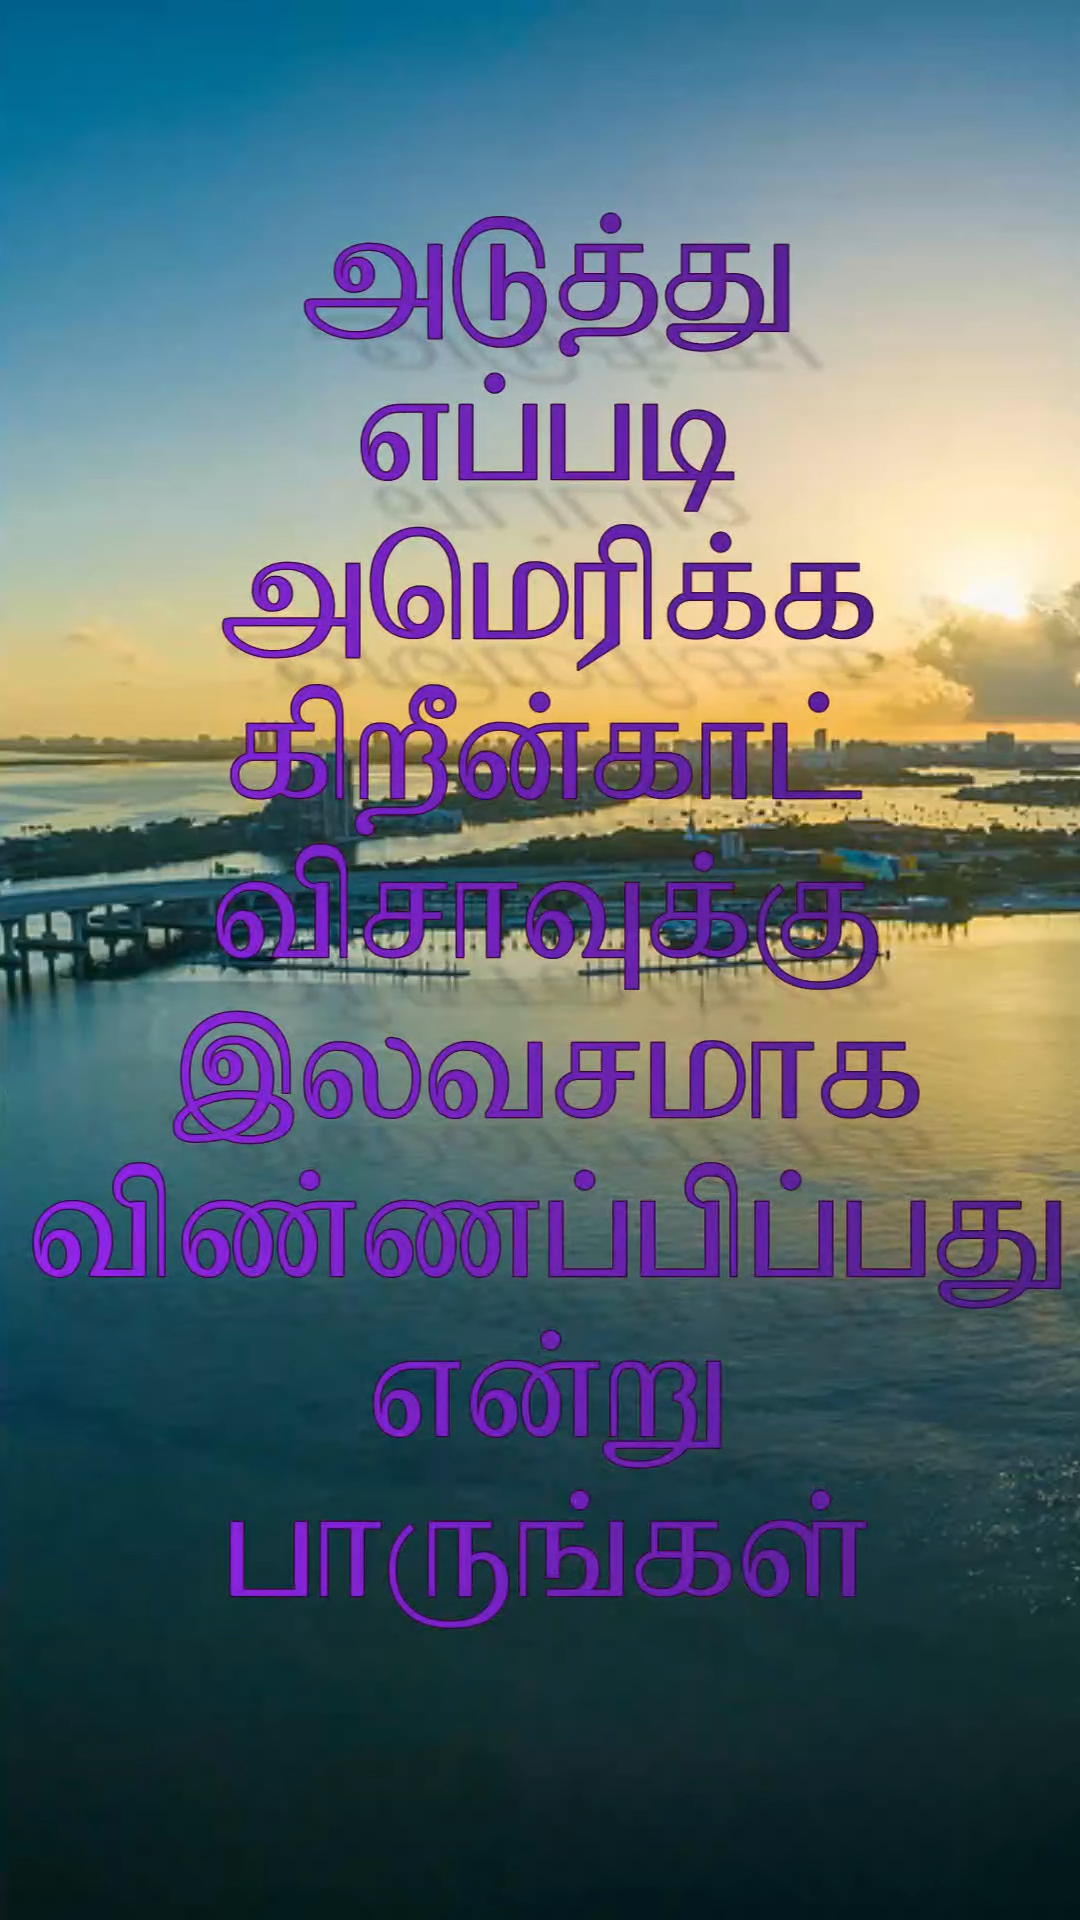 அடுத்து
எப்படி
அமெரிக்க
கிறீன்காட்
விசாவுக்கு
இலவசமாக
விண்ணப்பிப்பது
என்று
பாருங்கள்